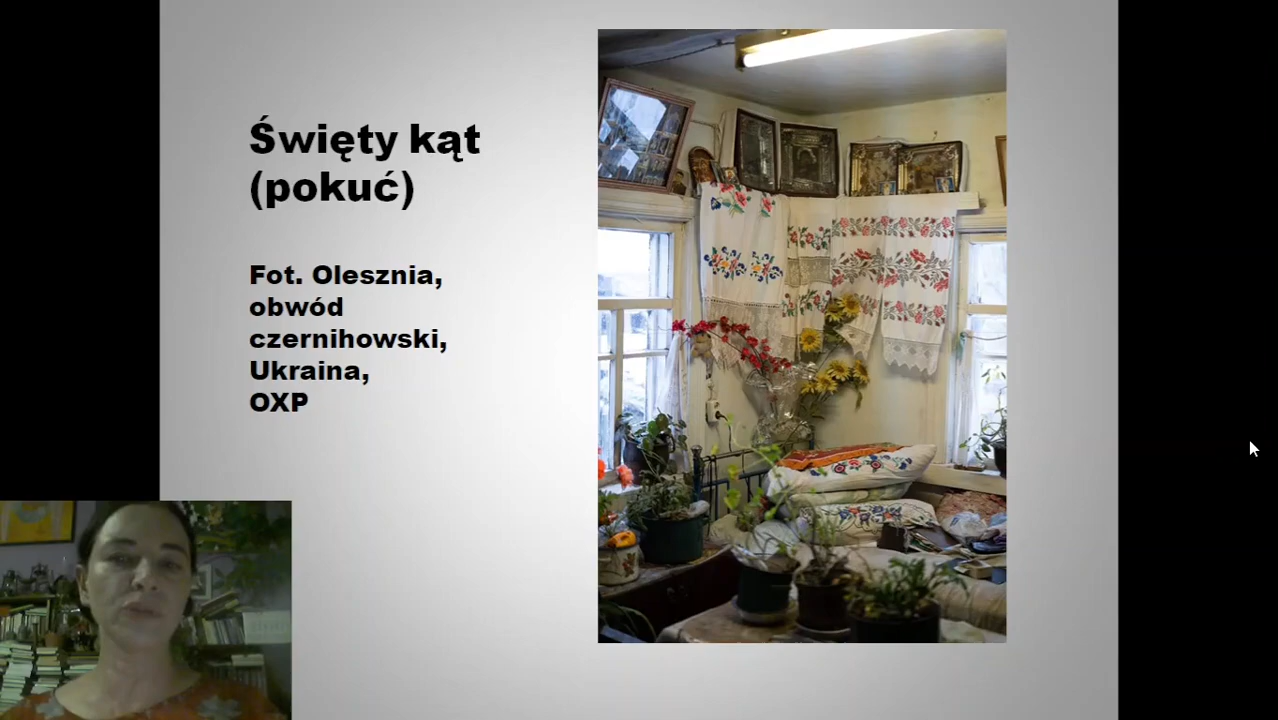 Święty kąt
(pokuć)
Fot. Olesznia,
obwód
czernihowski,
Ukraina,
OXP